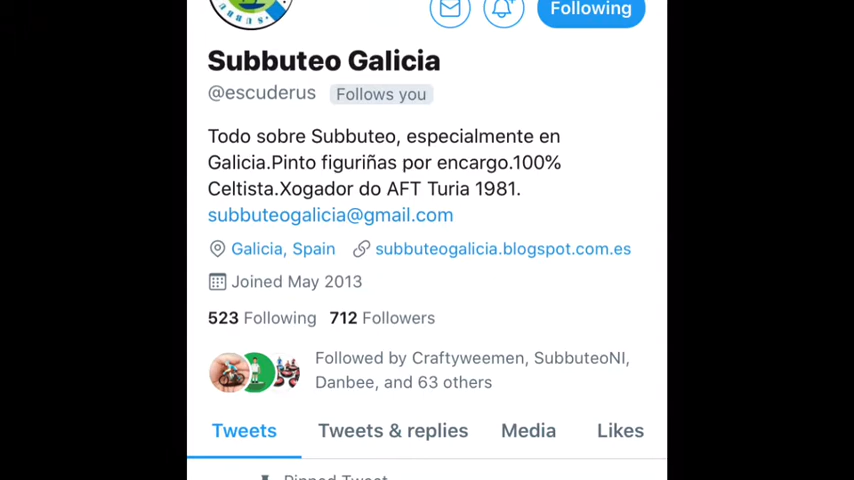 Following
Subbuteo Galicia
@escuderus Follows you
Todo sobre Subbuteo, especialmente en
Galicia.Pinto figuriñas por encargo.100%
Celtista.Xogador do AFT Turia 1981.
subbuteogalicia@gmail.com
Galicia, Spain subbuteogalicia.blogspot.com.es
Joined May 2013
523 Following 712 Followers
Followed by Craftyweemen, SubbuteoNI,
Danbee, and 63 others
Tweets Tweets & replies Media Likes
Pinned Tweet